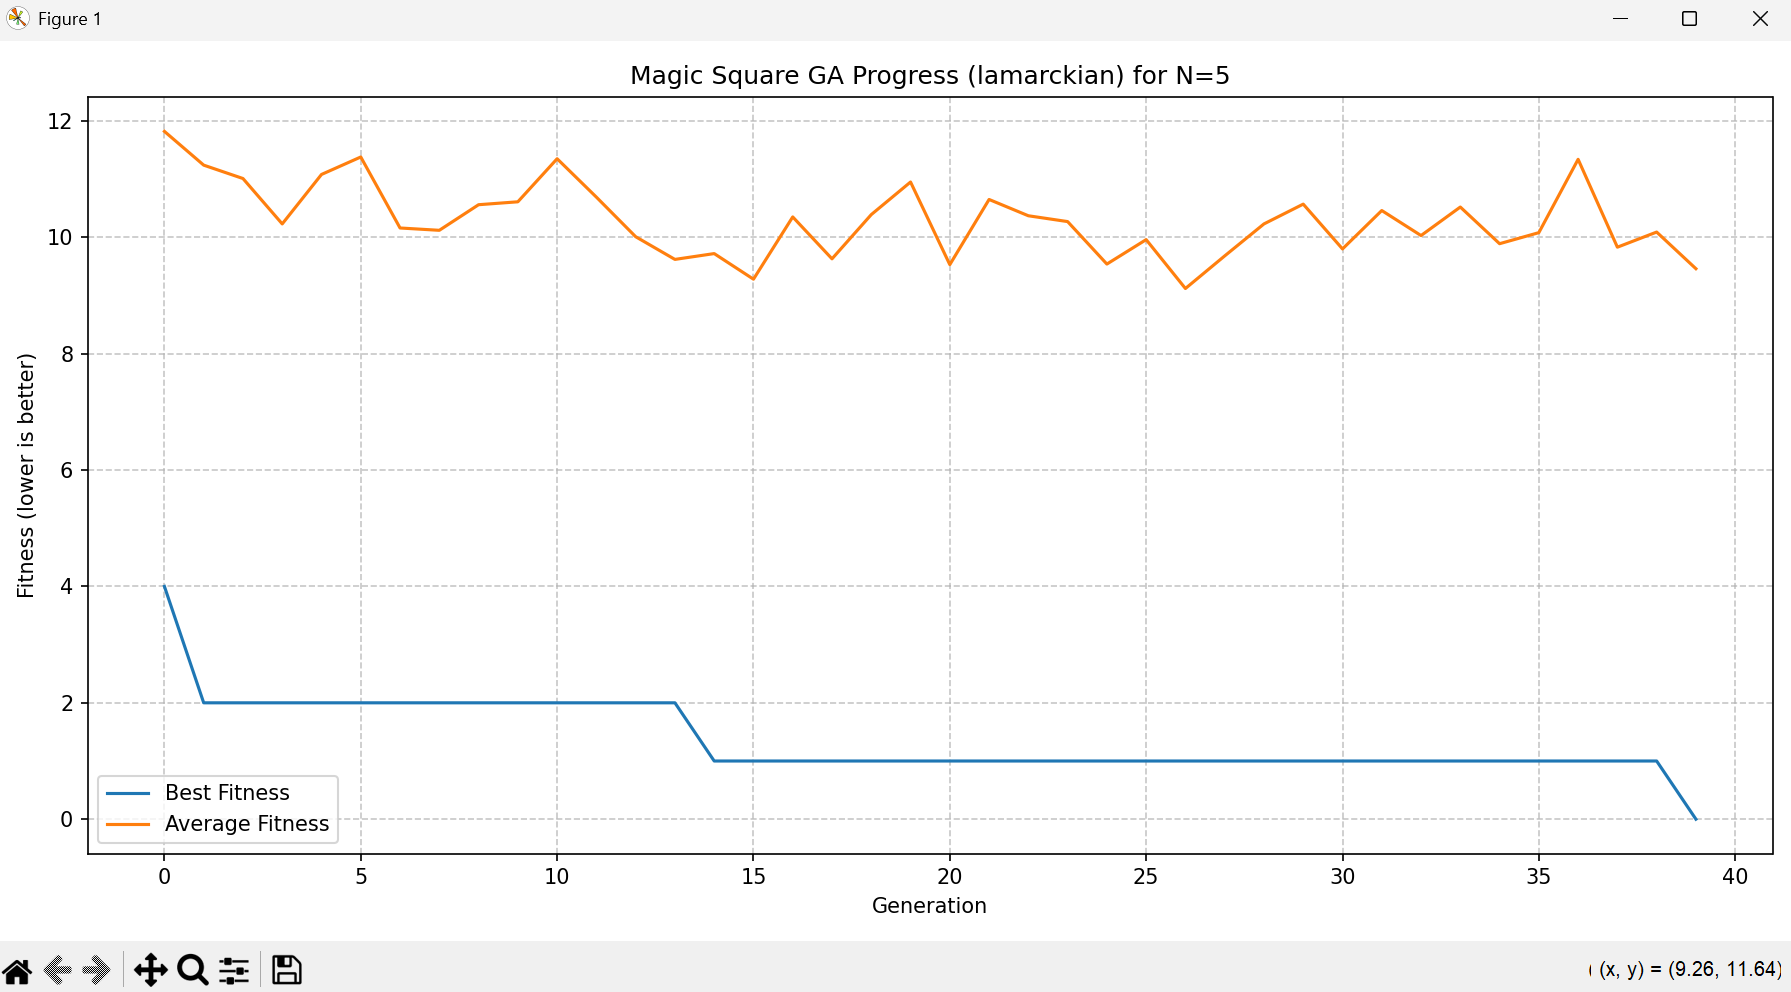 Figure 1
Magic Square GA Progress (lamarckian) for N=5
Fitness (lower is better)
12
10
8
6
4
2
0
Best Fitness
Average Fitness
0 5 10 15 20 25 30 35 40
Generation
(x, y) = (9.26, 11.64)